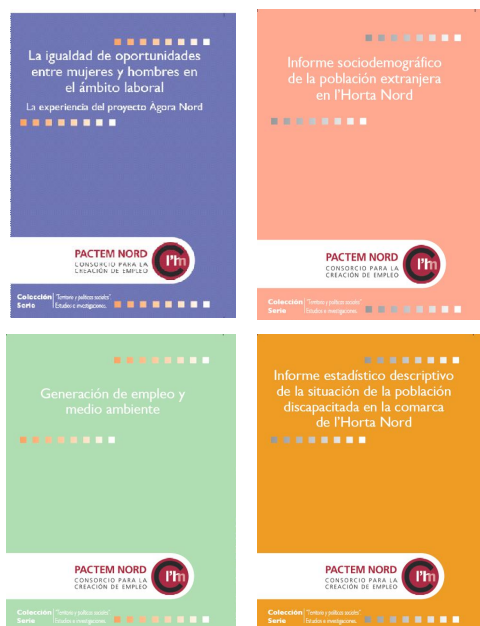 La igualdad de oportunidades
entre mujeres y hombres en
el ámbito laboral
La experiencia del proyecto Àgora Nord
PACTEM NORD
CONSORCIO PARA LA
CREACIÓN DE EMPLEO
l'hn
Colección "Territorio y políticas sociales".
Serie Estudios e investigaciones.
Informe sociodemográfico
de la población extranjera
en l'Horta Nord
PACTEM NORD
CONSORCIO PARA LA
CREACIÓN DE EMPLEO
l'hn
Colección "Territorio y políticas sociales".
Serie Estudios e investigaciones.
Generación de empleo y
medio ambiente
PACTEM NORD
CONSORCIO PARA LA
CREACIÓN DE EMPLEO
l'hn
Colección "Territorio y políticas sociales".
Serie Estudios e investigaciones.
Informe estadístico descriptivo
de la situación de la población
discapacitada en la comarca
de l'Horta Nord
PACTEM NORD
CONSORCIO PARA LA
CREACIÓN DE EMPLEO
l'hn
Colección "Territorio y políticas sociales".
Serie Estudios e investigaciones.